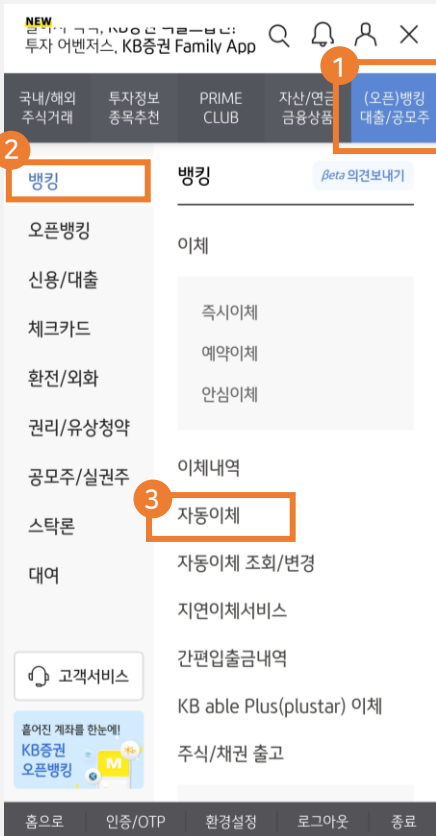 NEW
투자 어벤저스, KB증권 Family App
1
국내/해외
주식거래
투자정보
종목추천
PRIME
CLUB
자산/연금
금융상품
(오픈)뱅킹
대출/공모주
2
뱅킹
오픈뱅킹
신용/대출
체크카드
환전/외화
권리/유상청약
공모주/실권주
스탁론
대여
고객서비스
흩어진 계좌를 한눈에!
KB증권
오픈뱅킹
M
뱅킹
βeta 의견보내기
이체
즉시이체
예약이체
안심이체
이체내역
3
자동이체
자동이체 조회/변경
지연이체서비스
간편입출금내역
KB able Plus(plustar) 이체
주식/채권 출고
홈으로
인증/OTP
환경설정
로그아웃
종료